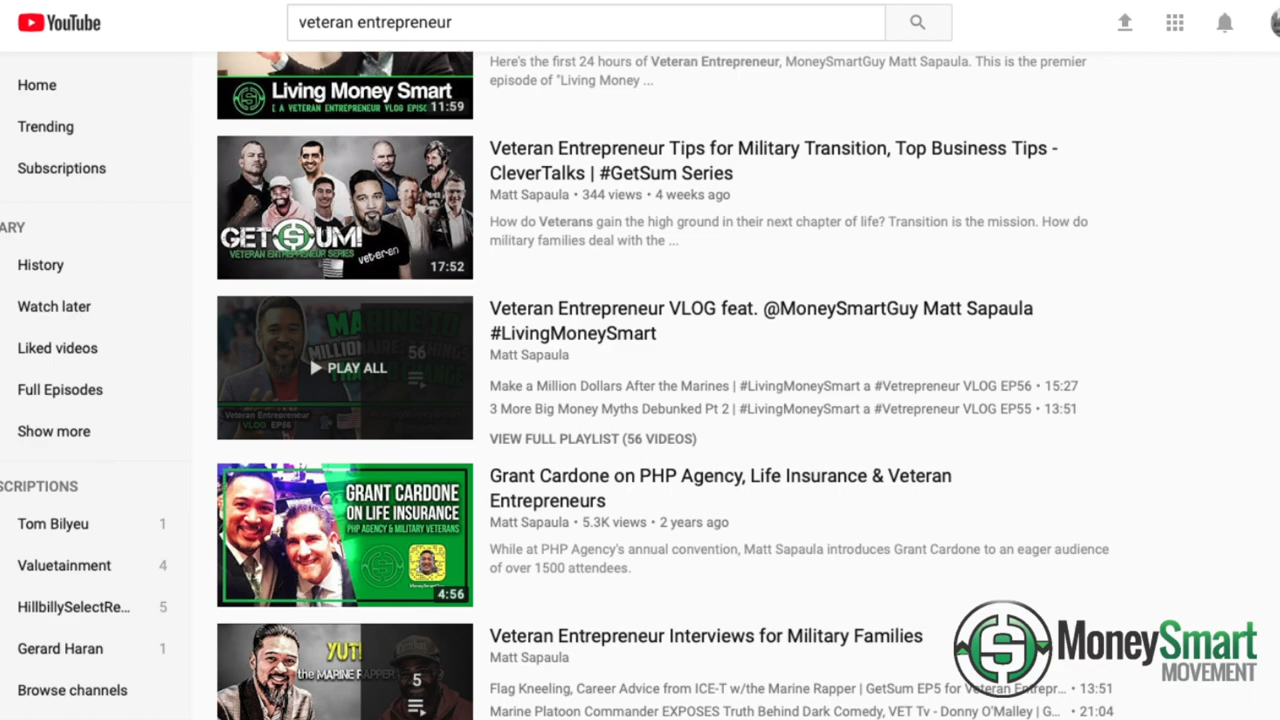 YouTube
veteran entrepreneur
Home
Trending
Subscriptions
ARY
History
Watch later
Liked videos
Full Episodes
Show more
SCRIPTIONS
Tom Bilyeu 1
Valuetainment 4
HillbillySelectRe... 5
Gerard Haran 1
Browse channels
Living Money Smart
A VETERAN ENTREPRENEUR VLOG EPISC
11:59
Here's the first 24 hours of Veteran Entrepreneur, MoneySmartGuy Matt Sapaula. This is the premier
episode of "Living Money ...
GET SUM!
VETERAN ENTREPRENEUR SERIES
veteran
17:52
Veteran Entrepreneur Tips for Military Transition, Top Business Tips -
CleverTalks | #GetSum Series
Matt Sapaula • 344 views • 4 weeks ago
How do Veterans gain the high ground in their next chapter of life? Transition is the mission. How do
military families deal with the ...
MARINE TO
MILLIONAIRE
PLAY ALL
56
Veteran Entrepreneur
VLOG EP56
Veteran Entrepreneur VLOG feat. @MoneySmartGuy Matt Sapaula
#LivingMoneySmart
Matt Sapaula
Make a Million Dollars After the Marines | #LivingMoneySmart a #Vetrepreneur VLOG EP56 • 15:27
3 More Big Money Myths Debunked Pt 2 | #LivingMoneySmart a #Vetrepreneur VLOG EP55 • 13:51
VIEW FULL PLAYLIST (56 VIDEOS)
GRANT CARDONE
ON LIFE INSURANCE
PHP AGENCY & MILITARY VETERANS
MoneySmartGuy
4:56
Grant Cardone on PHP Agency, Life Insurance & Veteran
Entrepreneurs
Matt Sapaula • 5.3K views • 2 years ago
While at PHP Agency's annual convention, Matt Sapaula introduces Grant Cardone to an eager audience
of over 1500 attendees.
YUT!
the MARINE RAPPER
5
Veteran Entrepreneur Interviews for Military Families
Matt Sapaula
Flag Kneeling, Career Advice from ICE-T w/the Marine Rapper | GetSum EP5 for Veteran Entrepr... • 13:51
Marine Platoon Commander EXPOSES Truth Behind Dark Comedy, VET Tv - Donny O'Malley | G... • 21:04
MoneySmart
MOVEMENT